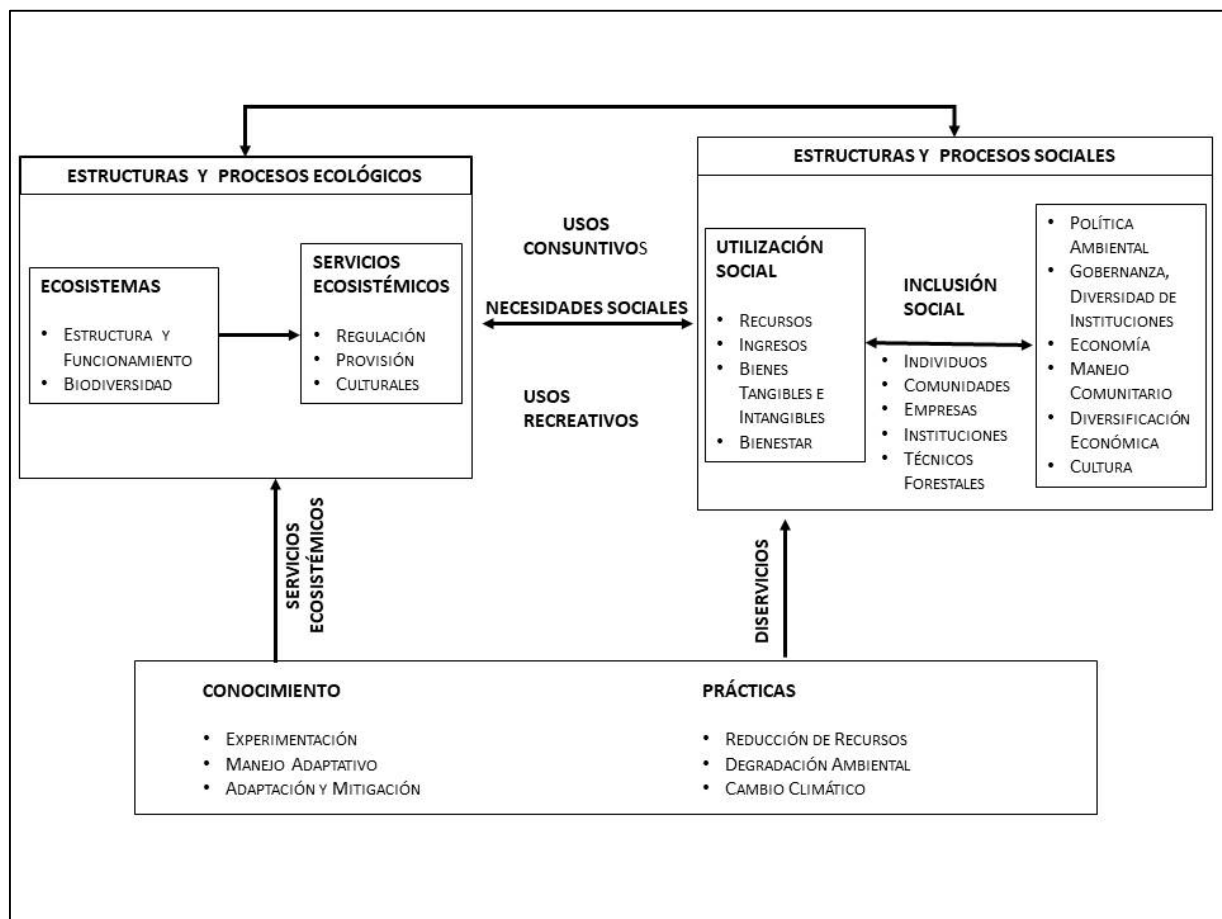 ESTRUCTURAS Y PROCESOS ECOLÓGICOS
ECOSISTEMAS
• ESTRUCTURA Y
FUNCIONAMIENTO
• BIODIVERSIDAD
SERVICIOS
ECOSISTÉMICOS
• REGULACIÓN
• PROVISIÓN
• CULTURALES
USOS
CONSUNTIVOS
NECESIDADES SOCIALES
USOS
RECREATIVOS
ESTRUCTURAS Y PROCESOS SOCIALES
UTILIZACIÓN
SOCIAL
• RECURSOS
• INGRESOS
• BIENES
TANGIBLES E
INTANGIBLES
• BIENESTAR
INCLUSIÓN
SOCIAL
• INDIVIDUOS
• COMUNIDADES
• EMPRESAS
• INSTITUCIONES
• TÉCNICOS
FORESTALES
• POLÍTICA
AMBIENTAL
• GOBERNANZA,
DIVERSIDAD DE
INSTITUCIONES
• ECONOMÍA
• MANEJO
COMUNITARIO
• DIVERSIFICACIÓN
ECONÓMICA
• CULTURA
SERVICIOS
ECOSISTÉMICOS
DISERVICIOS
CONOCIMIENTO
• EXPERIMENTACIÓN
• MANEJO ADAPTATIVO
• ADAPTACIÓN Y MITIGACIÓN
PRÁCTICAS
• REDUCCIÓN DE RECURSOS
• DEGRADACIÓN AMBIENTAL
• CAMBIO CLIMÁTICO